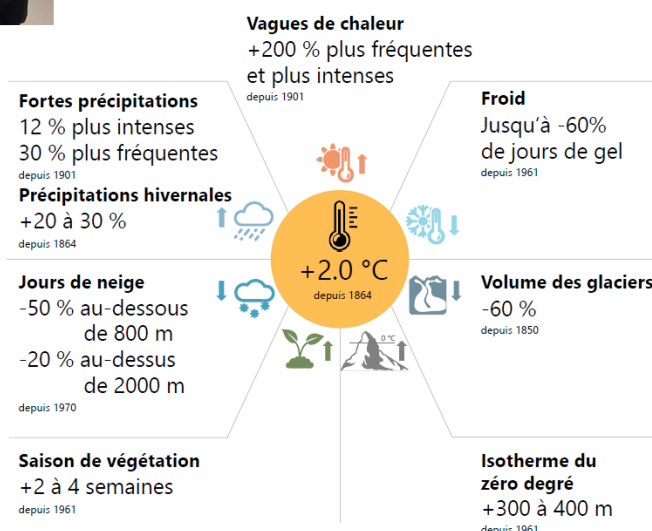 Vagues de chaleur
+200 % plus fréquentes
et plus intenses
depuis 1901
Fortes précipitations
12 % plus intenses
30 % plus fréquentes
depuis 1901
Précipitations hivernales
+20 à 30 %
depuis 1864
Froid
Jusqu'à -60%
de jours de gel
depuis 1961
+2.0 °C
depuis 1864
Jours de neige
-50 % au-dessous
de 800 m
-20 % au-dessus
de 2000 m
depuis 1970
Volume des glaciers
-60 %
depuis 1850
0 °C
Saison de végétation
+2 à 4 semaines
depuis 1961
Isotherme du
zéro degré
+300 à 400 m
depuis 1961